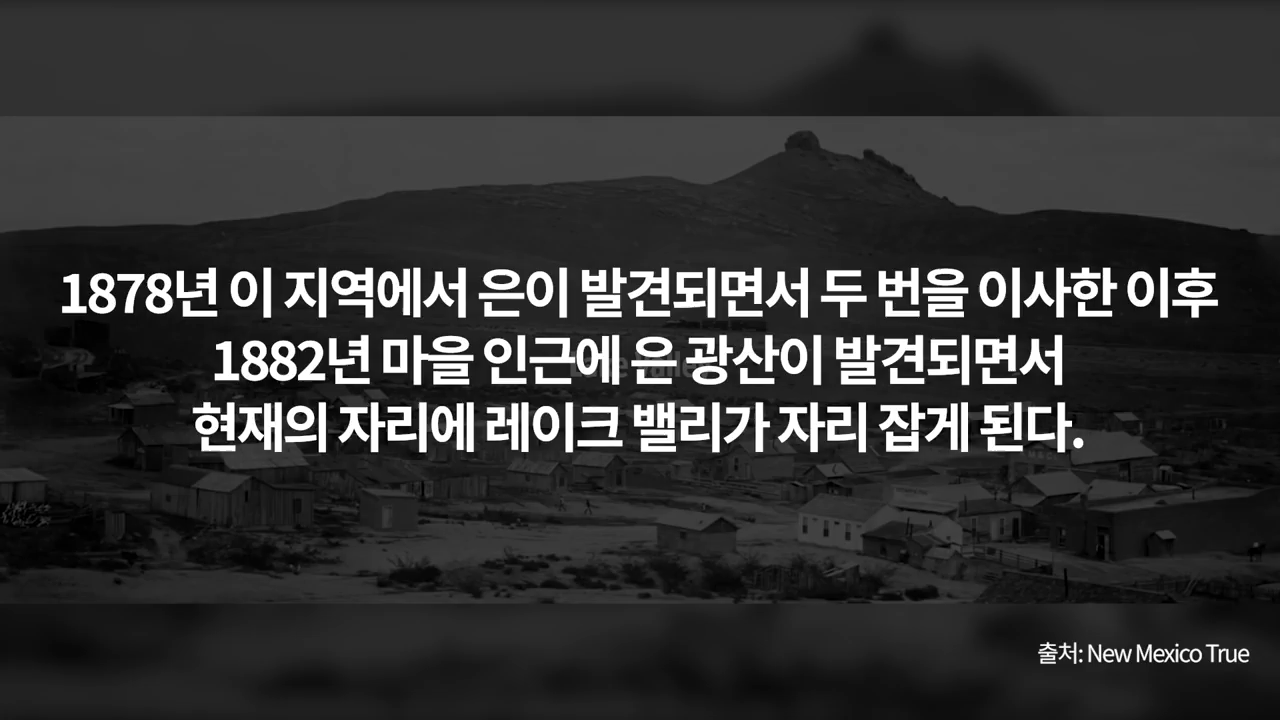 1878년 이 지역에서 은이 발견되면서 두 번을 이사한 이후
1882년 마을 인근에 은 광산이 발견되면서
현재의 자리에 레이크 밸리가 자리 잡게 된다.
출처: New Mexico True